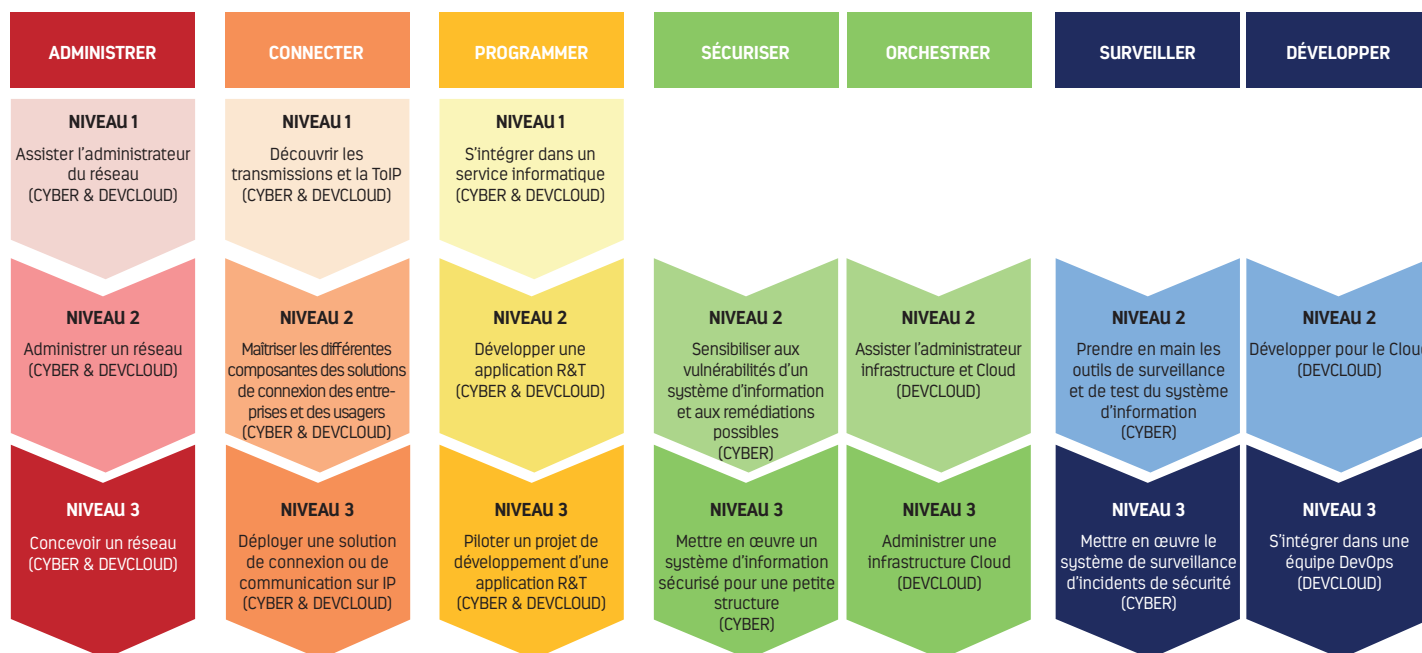 ADMINISTRER
CONNECTER
PROGRAMMER
SÉCURISER
ORCHESTRER
SURVEILLER
DÉVELOPPER
NIVEAU 1
Assister l'administrateur
du réseau
(CYBER & DEVCLOUD)
NIVEAU 1
Découvrir les
transmissions et la ToIP
(CYBER & DEVCLOUD)
NIVEAU 1
S'intégrer dans un
service informatique
(CYBER & DEVCLOUD)
NIVEAU 2
Administrer un réseau
(CYBER & DEVCLOUD)
NIVEAU 2
Maîtriser les différentes
composantes des solutions
de connexion des entre-
prises et des usagers
(CYBER & DEVCLOUD)
NIVEAU 2
Développer une
application R&T
(CYBER & DEVCLOUD)
NIVEAU 2
Sensibiliser aux
vulnérabilités d'un
système d'information
et aux remédiations
possibles
(CYBER)
NIVEAU 2
Assister l'administrateur
infrastructure et Cloud
(DEVCLOUD)
NIVEAU 2
Prendre en main les
outils de surveillance
et de test du système
d'information
(CYBER)
NIVEAU 2
Développer pour le Cloud
(DEVCLOUD)
NIVEAU 3
Concevoir un réseau
(CYBER & DEVCLOUD)
NIVEAU 3
Déployer une solution
de connexion ou de
communication sur IP
(CYBER & DEVCLOUD)
NIVEAU 3
Piloter un projet de
développement d'une
application R&T
(CYBER & DEVCLOUD)
NIVEAU 3
Mettre en œuvre un
système d'information
sécurisé pour une petite
structure
(CYBER)
NIVEAU 3
Administrer une
infrastructure Cloud
(DEVCLOUD)
NIVEAU 3
Mettre en œuvre le
système de surveillance
d'incidents de sécurité
(CYBER)
NIVEAU 3
S'intégrer dans une
équipe DevOps
(DEVCLOUD)